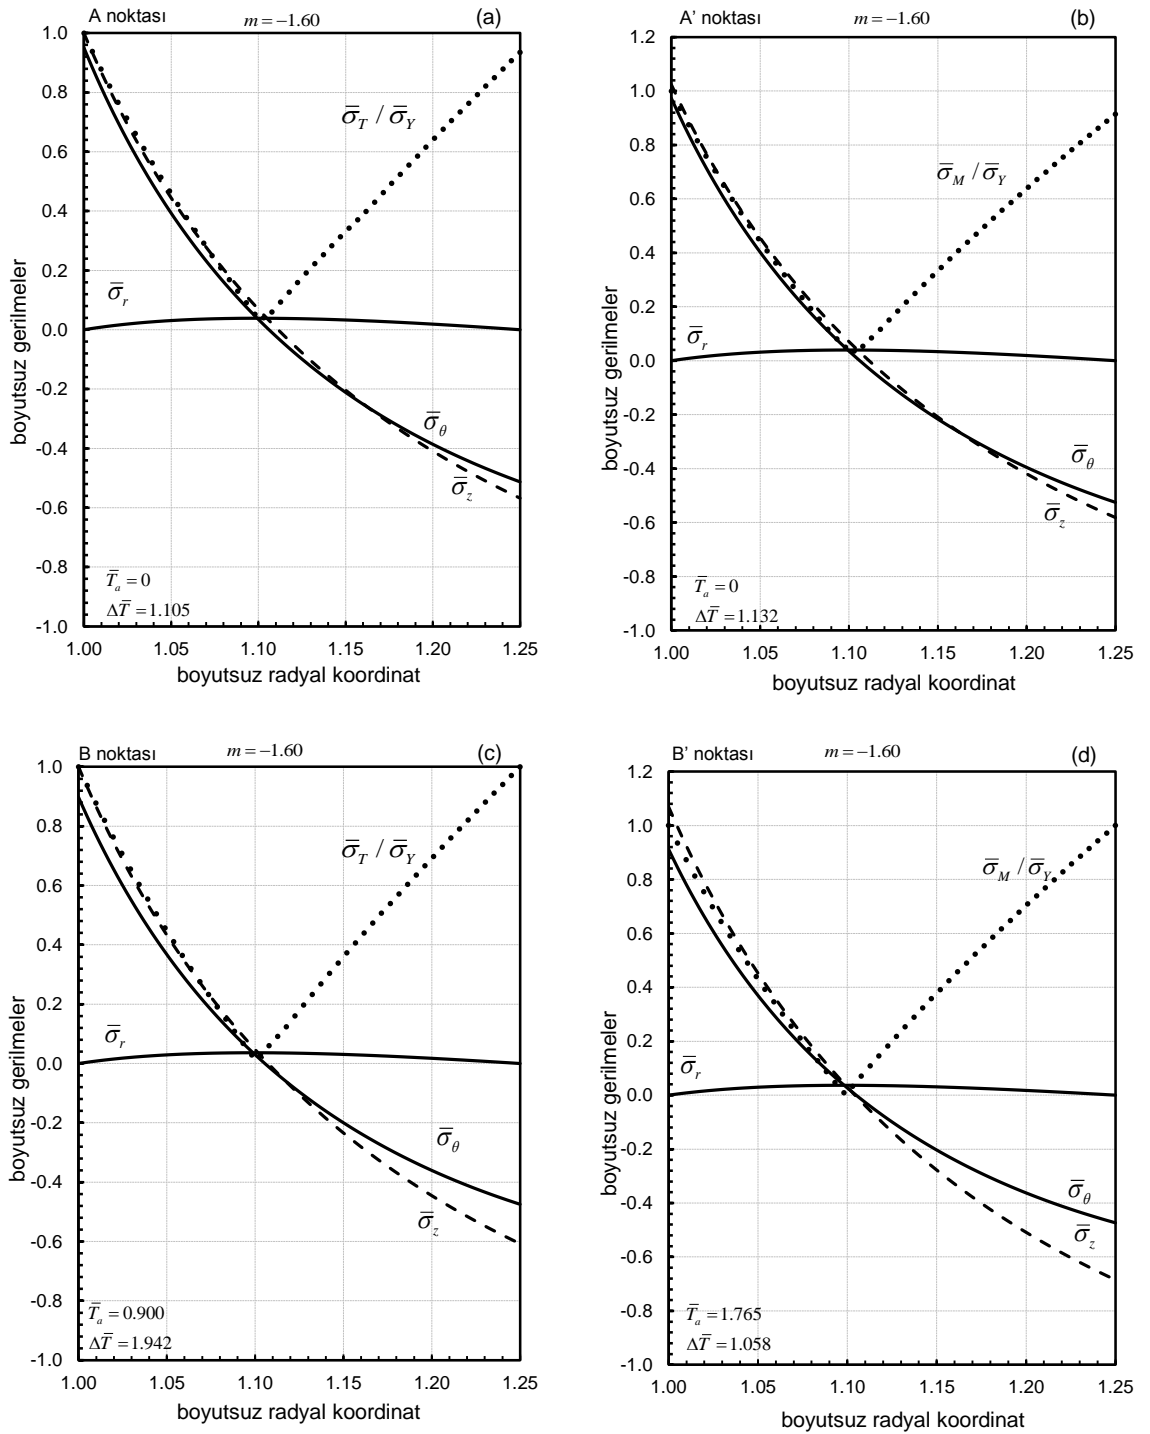 A noktası m = −1.60 (a)
1.0
0.8
0.6
0.4
0.2
0.0
-0.2
-0.4
-0.6
-0.8
-1.0
boyutsuz gerilmeler
σ̅_T / σ̅_Y
σ̅_r
σ̅_θ
σ̅_z
T̅_a = 0
ΔT̅ = 1.105
1.00 1.05 1.10 1.15 1.20 1.25
boyutsuz radyal koordinat
A' noktası m = −1.60 (b)
1.2
1.0
0.8
0.6
0.4
0.2
0.0
-0.2
-0.4
-0.6
-0.8
-1.0
boyutsuz gerilmeler
σ̅_M / σ̅_Y
σ̅_r
σ̅_θ
σ̅_z
T̅_a = 0
ΔT̅ = 1.132
1.00 1.05 1.10 1.15 1.20 1.25
boyutsuz radyal koordinat
B noktası m = −1.60 (c)
1.0
0.8
0.6
0.4
0.2
0.0
-0.2
-0.4
-0.6
-0.8
-1.0
boyutsuz gerilmeler
σ̅_T / σ̅_Y
σ̅_r
σ̅_θ
σ̅_z
T̅_a = 0.900
ΔT̅ = 1.942
1.00 1.05 1.10 1.15 1.20 1.25
boyutsuz radyal koordinat
B' noktası m = −1.60 (d)
1.2
1.0
0.8
0.6
0.4
0.2
0.0
-0.2
-0.4
-0.6
-0.8
-1.0
boyutsuz gerilmeler
σ̅_M / σ̅_Y
σ̅_r
σ̅_θ
σ̅_z
T̅_a = 1.765
ΔT̅ = 1.058
1.00 1.05 1.10 1.15 1.20 1.25
boyutsuz radyal koordinat